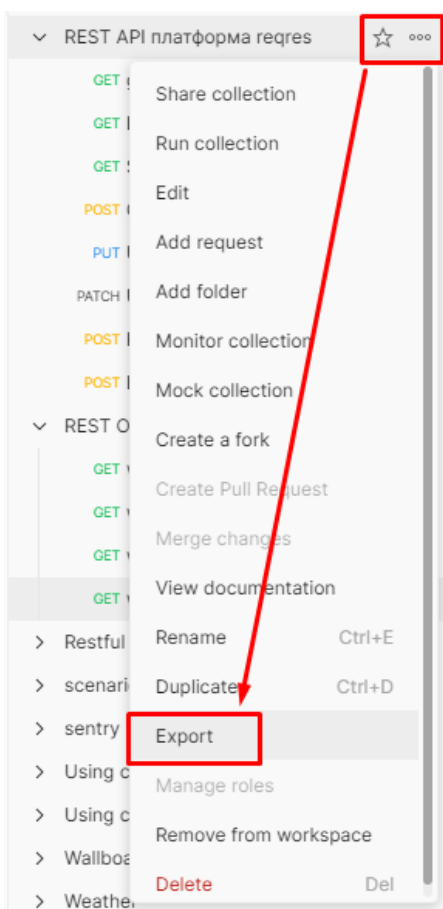 REST API платформа reqres
GET
Share collection
GET
Run collection
GET
Edit
POST
Add request
PUT
PATCH
Add folder
POST
Monitor collection
POST
Mock collection
REST O
Create a fork
GET
Create Pull Request
GET
Merge changes
GET
View documentation
GET
Restful
Rename Ctrl+E
scenari
Duplicate Ctrl+D
sentry
Export
Using c
Manage roles
Using c
Remove from workspace
Wallboa
Delete Del
Weather